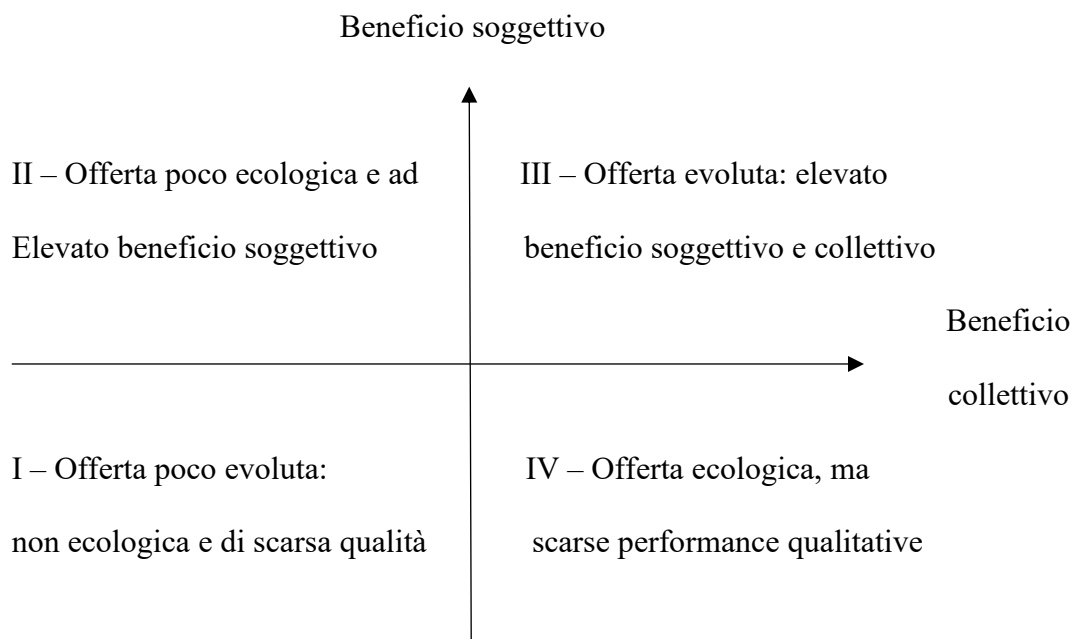 Beneficio soggettivo
II – Offerta poco ecologica e ad
Elevato beneficio soggettivo
III – Offerta evoluta: elevato
beneficio soggettivo e collettivo
Beneficio
collettivo
I – Offerta poco evoluta:
non ecologica e di scarsa qualità
IV – Offerta ecologica, ma
scarse performance qualitative